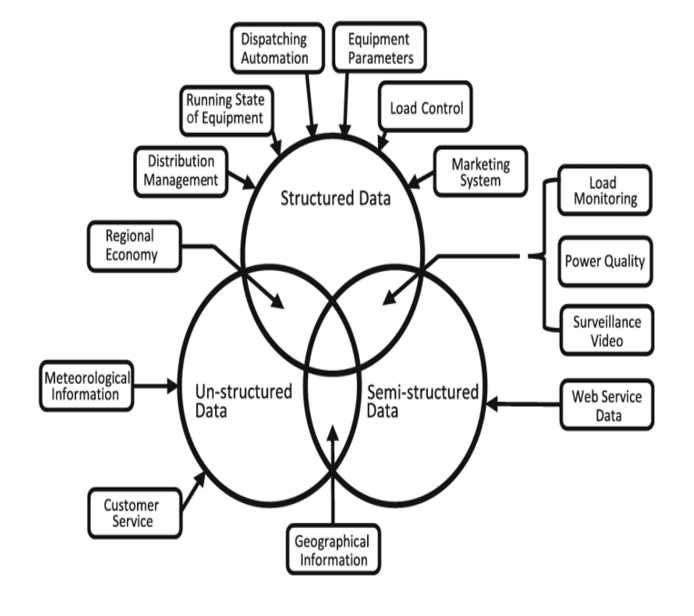 Dispatching
Automation
Equipment
Parameters
Running State
of Equipment
Load Control
Distribution
Management
Marketing
System
Structured Data
Load
Monitoring
Regional
Economy
Power Quality
Surveillance
Video
Meteorological
Information
Un-structured
Data
Semi-structured
Data
Web Service
Data
Customer
Service
Geographical
Information